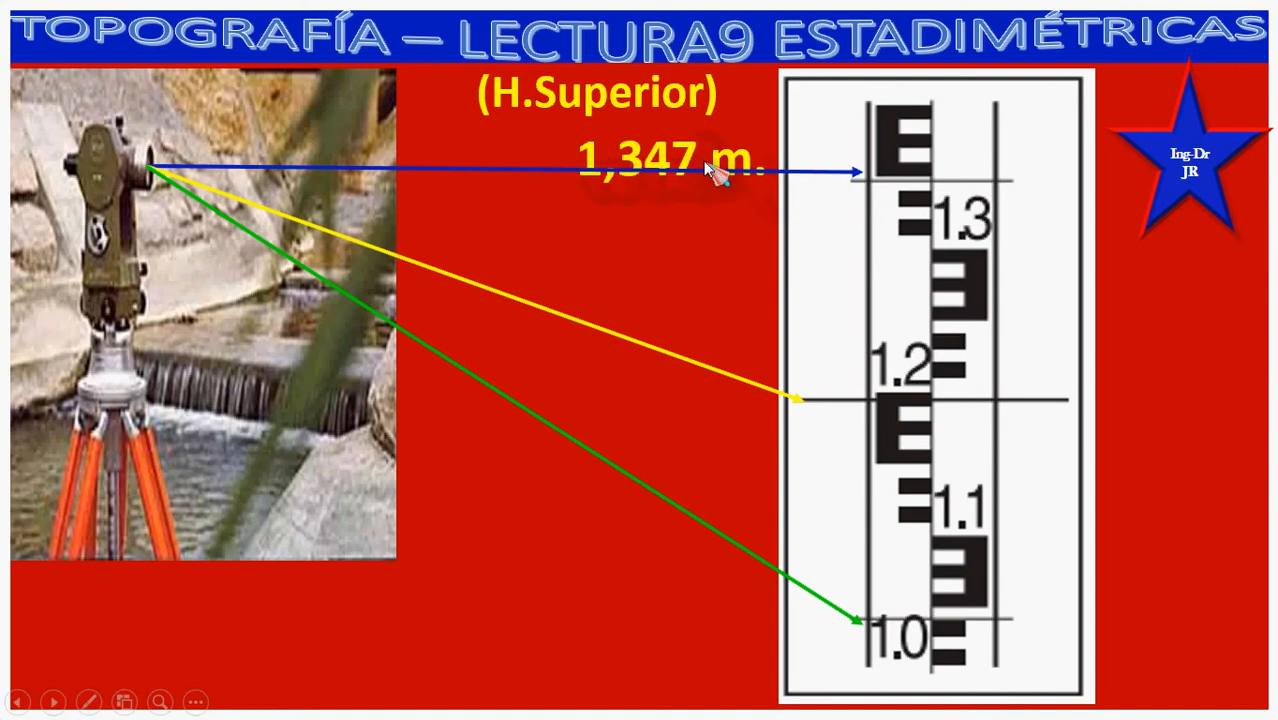 TOPOGRAFÍA – LECTURA9 ESTADIMÉTRICAS
(H.Superior)
1,347 m.
Ing-Dr
JR
1.3
1.2
1.1
1.0